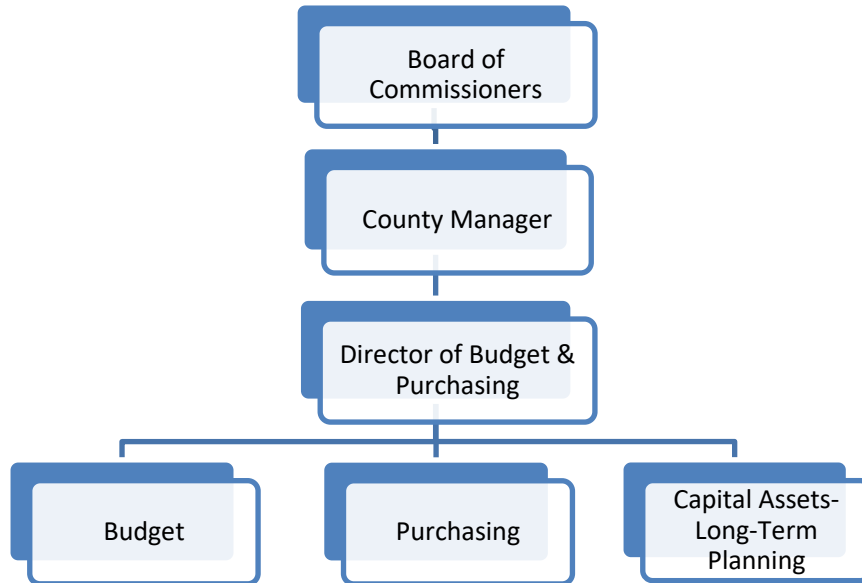 Board of
Commissioners
County Manager
Director of Budget &
Purchasing
Budget
Purchasing
Capital Assets-
Long-Term
Planning